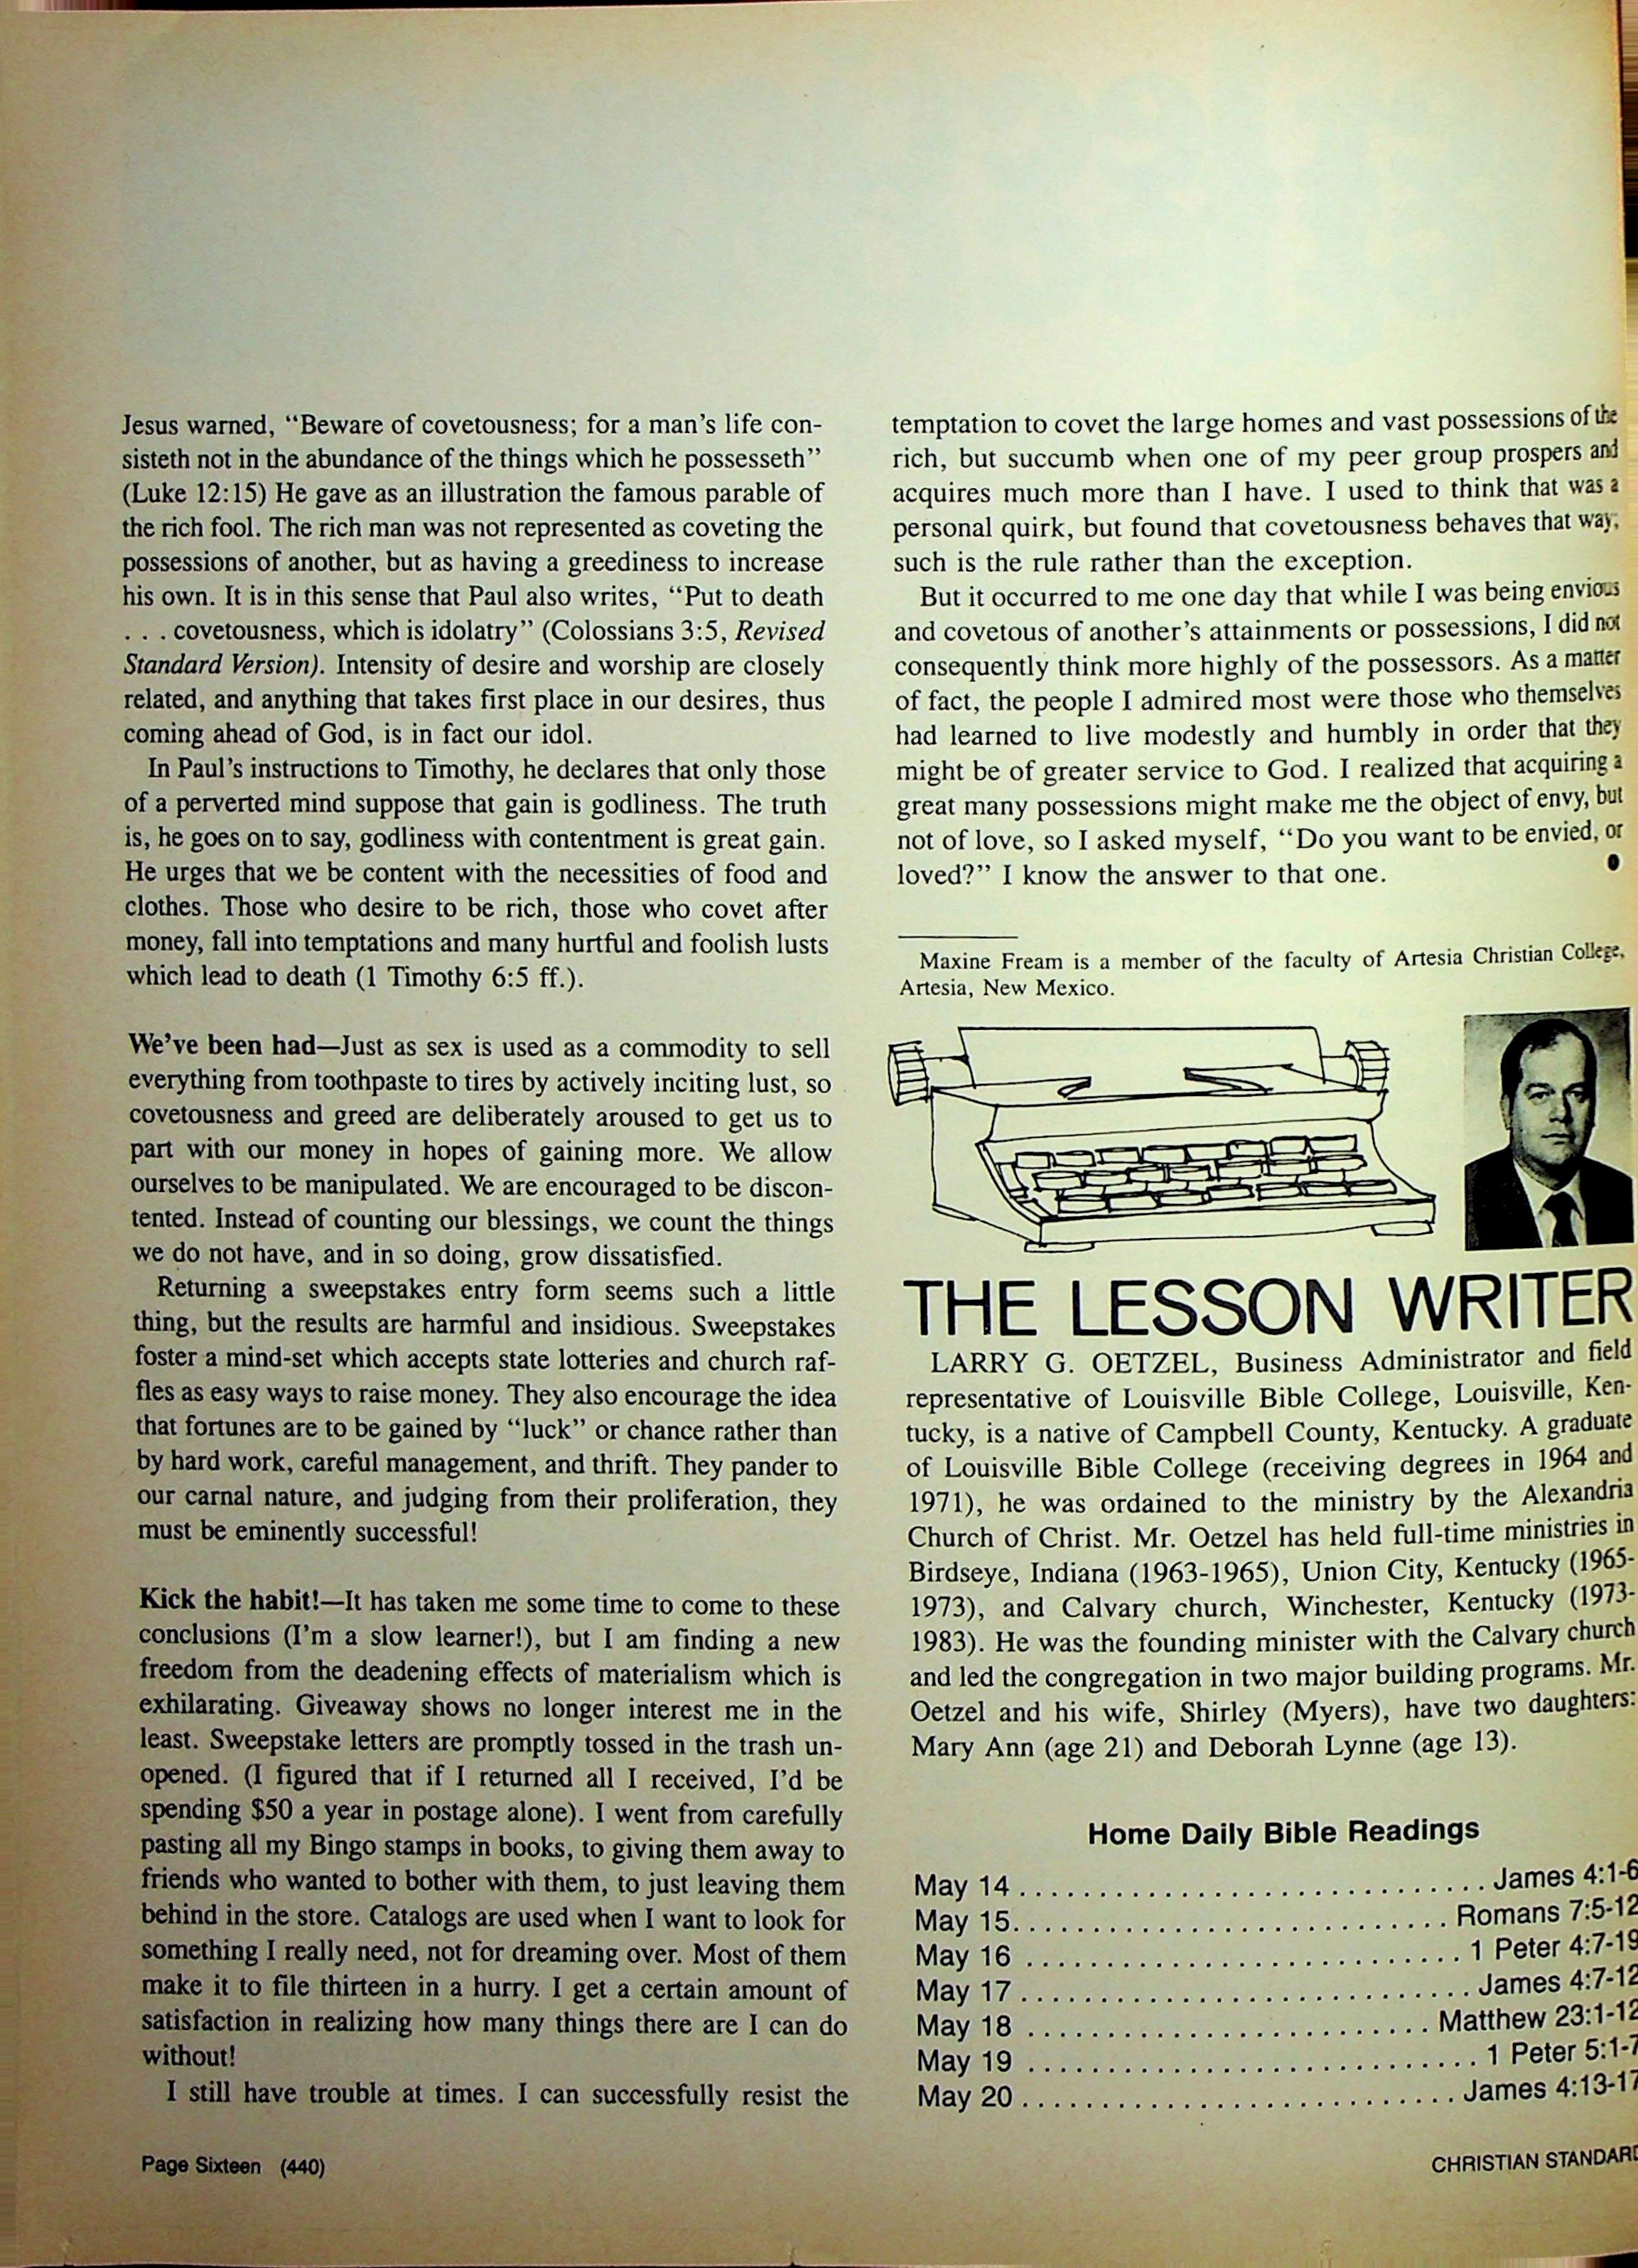 Jesus warned, “Beware of covetousness; for a man’s life con-
sisteth not in the abundance of the things which he possesseth”
(Luke 12:15) He gave as an illustration the famous parable of
the rich fool. The rich man was not represented as coveting the
possessions of another, but as having a greediness to increase
his own. It is in this sense that Paul also writes, “Put to death
. . . covetousness, which is idolatry” (Colossians 3:5, Revised
Standard Version). Intensity of desire and worship are closely
related, and anything that takes first place in our desires, thus
coming ahead of God, is in fact our idol.
In Paul’s instructions to Timothy, he declares that only those
of a perverted mind suppose that gain is godliness. The truth
is, he goes on to say, godliness with contentment is great gain.
He urges that we be content with the necessities of food and
clothes. Those who desire to be rich, those who covet after
money, fall into temptations and many hurtful and foolish lusts
which lead to death (1 Timothy 6:5 ff.).
We’ve been had—Just as sex is used as a commodity to sell
everything from toothpaste to tires by actively inciting lust, so
covetousness and greed are deliberately aroused to get us to
part with our money in hopes of gaining more. We allow
ourselves to be manipulated. We are encouraged to be discon-
tented. Instead of counting our blessings, we count the things
we do not have, and in so doing, grow dissatisfied.
Returning a sweepstakes entry form seems such a little
thing, but the results are harmful and insidious. Sweepstakes
foster a mind-set which accepts state lotteries and church raf-
fles as easy ways to raise money. They also encourage the idea
that fortunes are to be gained by “luck” or chance rather than
by hard work, careful management, and thrift. They pander to
our carnal nature, and judging from their proliferation, they
must be eminently successful!
Kick the habit!—It has taken me some time to come to these
conclusions (I’m a slow learner!), but I am finding a new
freedom from the deadening effects of materialism which is
exhilarating. Giveaway shows no longer interest me in the
least. Sweepstake letters are promptly tossed in the trash un-
opened. (I figured that if I returned all I received, I’d be
spending $50 a year in postage alone). I went from carefully
pasting all my Bingo stamps in books, to giving them away to
friends who wanted to bother with them, to just leaving them
behind in the store. Catalogs are used when I want to look for
something I really need, not for dreaming over. Most of them
make it to file thirteen in a hurry. I get a certain amount of
satisfaction in realizing how many things there are I can do
without!
I still have trouble at times. I can successfully resist the
temptation to covet the large homes and vast possessions of the
rich, but succumb when one of my peer group prospers and
acquires much more than I have. I used to think that was a
personal quirk, but found that covetousness behaves that way;
such is the rule rather than the exception.
But it occurred to me one day that while I was being envious
and covetous of another’s attainments or possessions, I did not
consequently think more highly of the possessors. As a matter
of fact, the people I admired most were those who themselves
had learned to live modestly and humbly in order that they
might be of greater service to God. I realized that acquiring a
great many possessions might make me the object of envy, but
not of love, so I asked myself, “Do you want to be envied, or
loved?” I know the answer to that one. ●
Maxine Fream is a member of the faculty of Artesia Christian College,
Artesia, New Mexico.
THE LESSON WRITER
LARRY G. OETZEL, Business Administrator and field
representative of Louisville Bible College, Louisville, Ken-
tucky, is a native of Campbell County, Kentucky. A graduate
of Louisville Bible College (receiving degrees in 1964 and
1971), he was ordained to the ministry by the Alexandria
Church of Christ. Mr. Oetzel has held full-time ministries in
Birdseye, Indiana (1963-1965), Union City, Kentucky (1965-
1973), and Calvary church, Winchester, Kentucky (1973-
1983). He was the founding minister with the Calvary church
and led the congregation in two major building programs. Mr.
Oetzel and his wife, Shirley (Myers), have two daughters:
Mary Ann (age 21) and Deborah Lynne (age 13).
Home Daily Bible Readings
May 14 . . . . . . . . . . James 4:1-6
May 15. . . . . . . . . . Romans 7:5-12
May 16 . . . . . . . . . . 1 Peter 4:7-19
May 17 . . . . . . . . . . James 4:7-12
May 18 . . . . . . . . . . Matthew 23:1-12
May 19 . . . . . . . . . . 1 Peter 5:1-7
May 20 . . . . . . . . . . James 4:13-17
Page Sixteen (440)
CHRISTIAN STANDARD